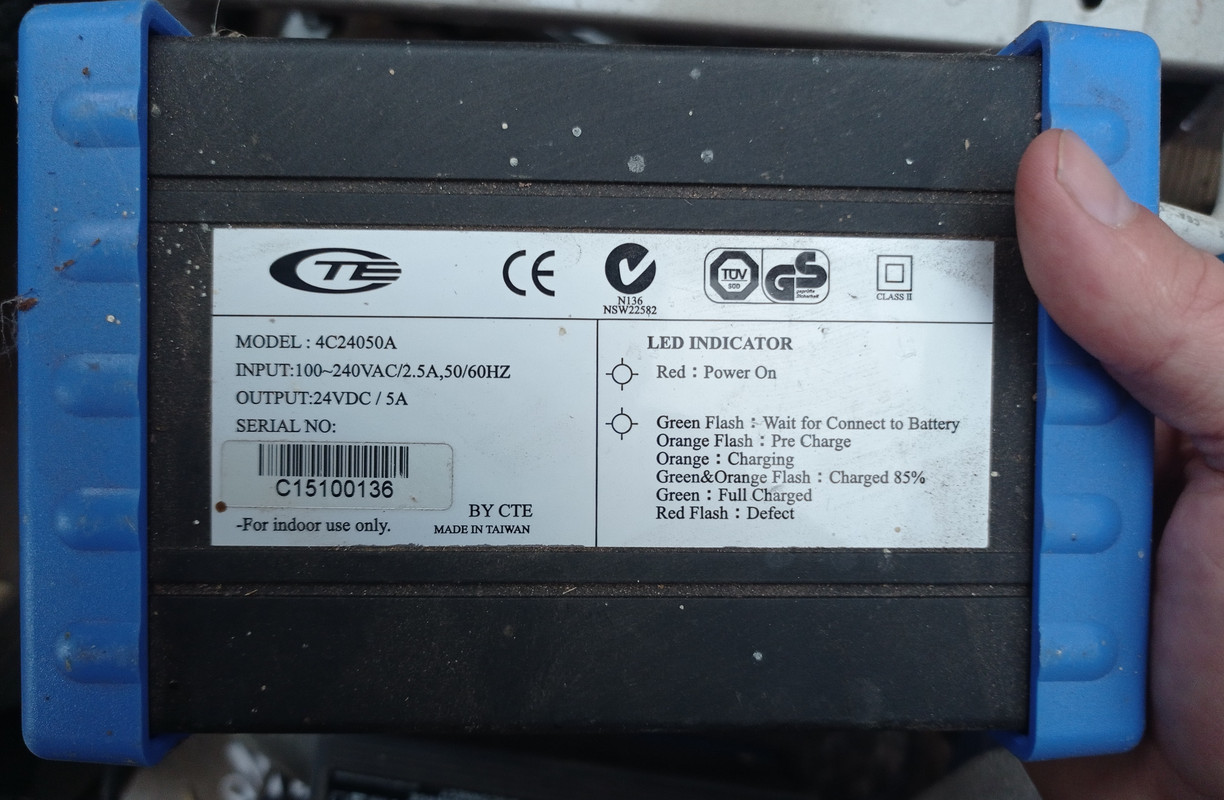 CTE
CE
N136
NSW22582
TÜV
SÜD
GS
geprüfte
Sicherheit
CLASS II
MODEL : 4C24050A
INPUT:100~240VAC/2.5A,50/60HZ
OUTPUT:24VDC / 5A
SERIAL NO:
C15100136
BY CTE
-For indoor use only.
MADE IN TAIWAN
LED INDICATOR
Red : Power On
Green Flash : Wait for Connect to Battery
Orange Flash : Pre Charge
Orange : Charging
Green&Orange Flash : Charged 85%
Green : Full Charged
Red Flash : Defect